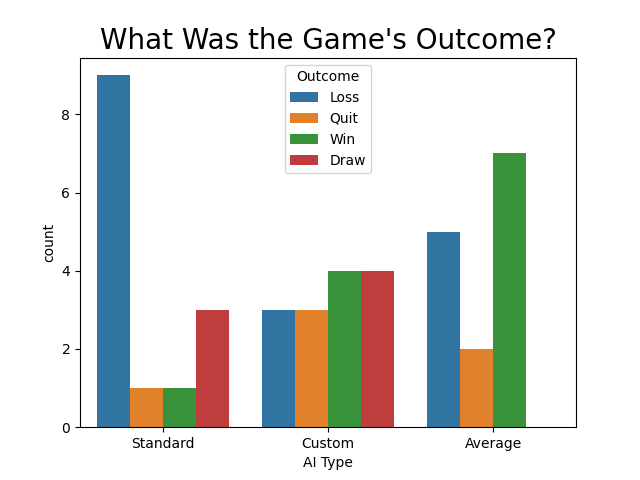 What Was the Game's Outcome?
Outcome
Loss
Quit
Win
Draw
count
8
6
4
2
0
Standard Custom Average
AI Type